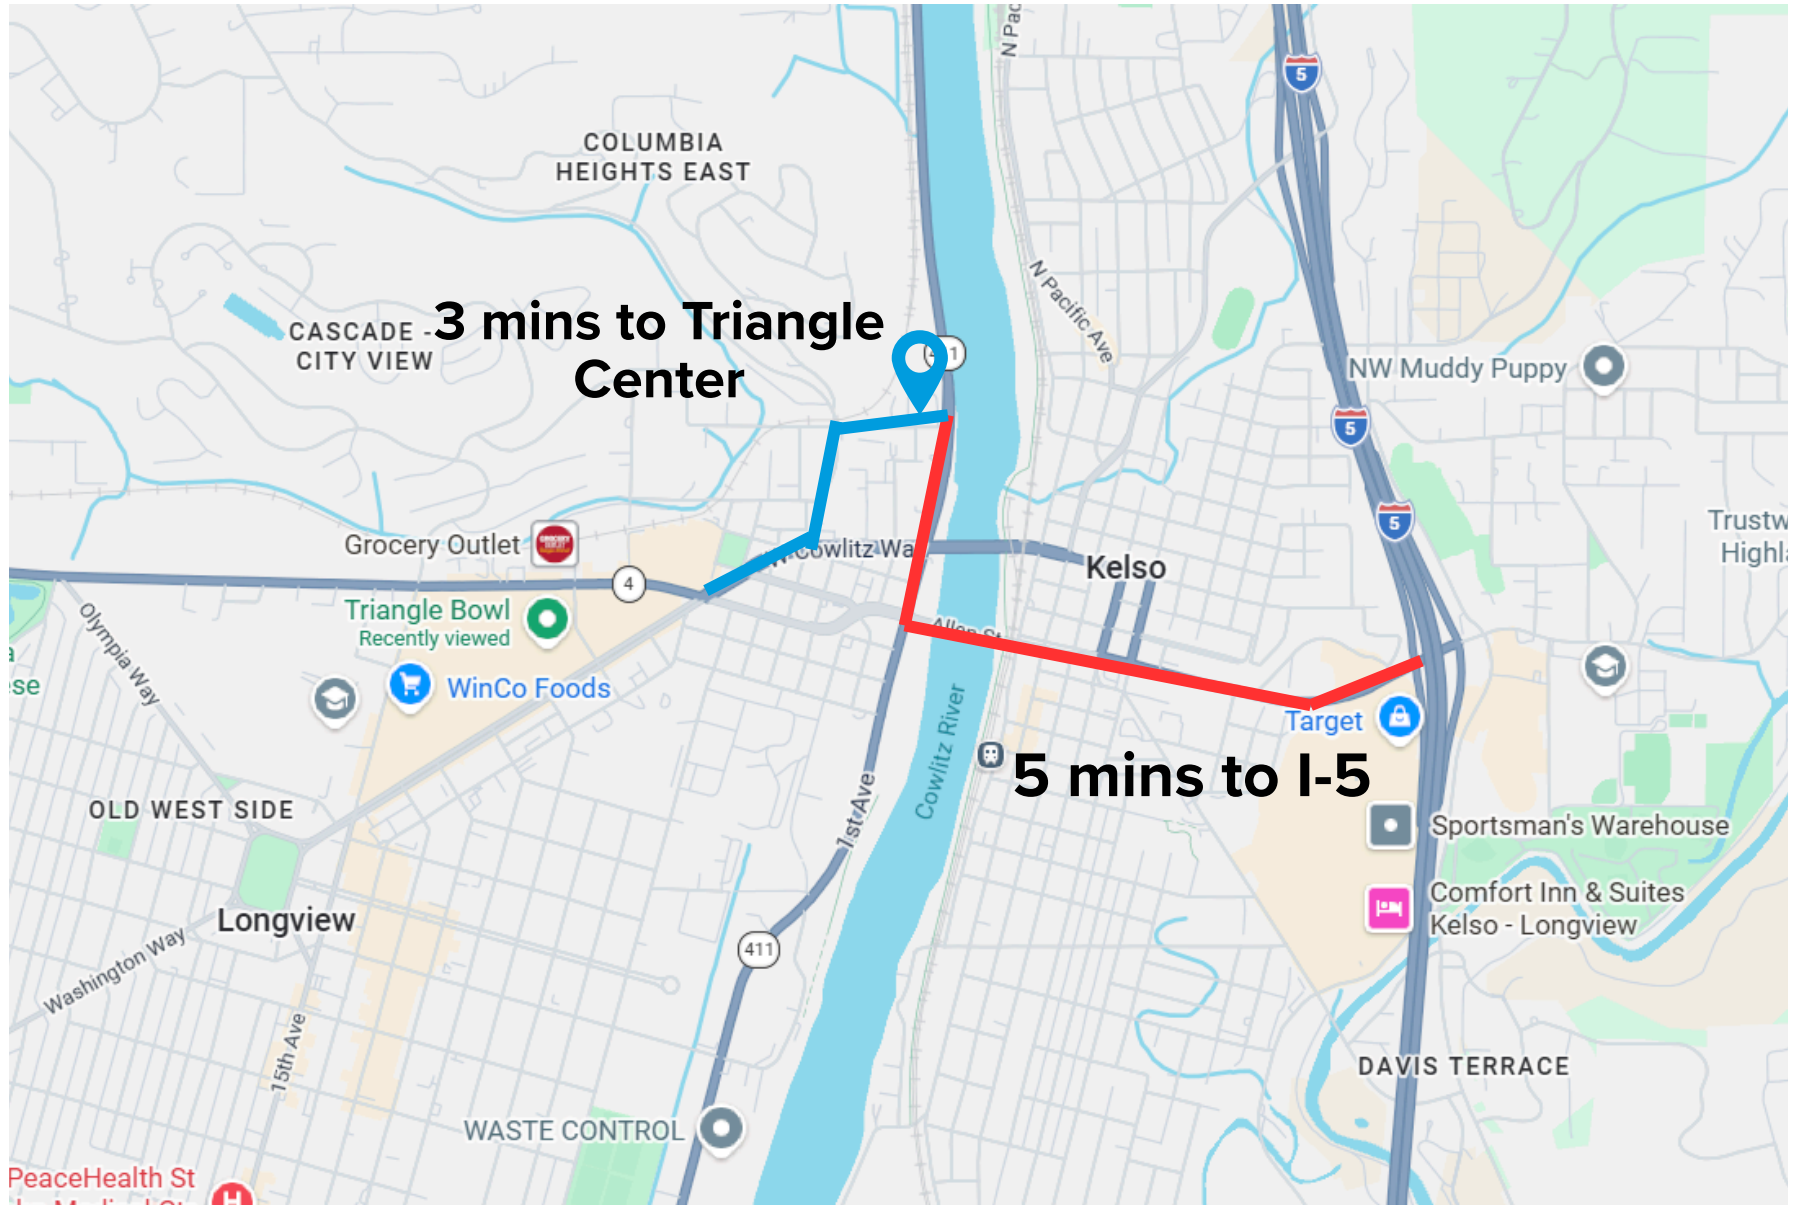 N Pac
5
COLUMBIA
HEIGHTS EAST
N Pacific Ave
3 mins to Triangle
Center
CASCADE -
CITY VIEW
NW Muddy Puppy
5
5
Trustw
Highl
Grocery Outlet
W Cowlitz Wa
Kelso
4
Triangle Bowl
Recently viewed
Olympia Way
Allen St
a
se
WinCo Foods
Target
Cowlitz River
5 mins to I-5
OLD WEST SIDE
1st Ave
Sportsman's Warehouse
Comfort Inn & Suites
Kelso - Longview
Longview
Washington Way
411
15th Ave
DAVIS TERRACE
WASTE CONTROL
PeaceHealth St
H